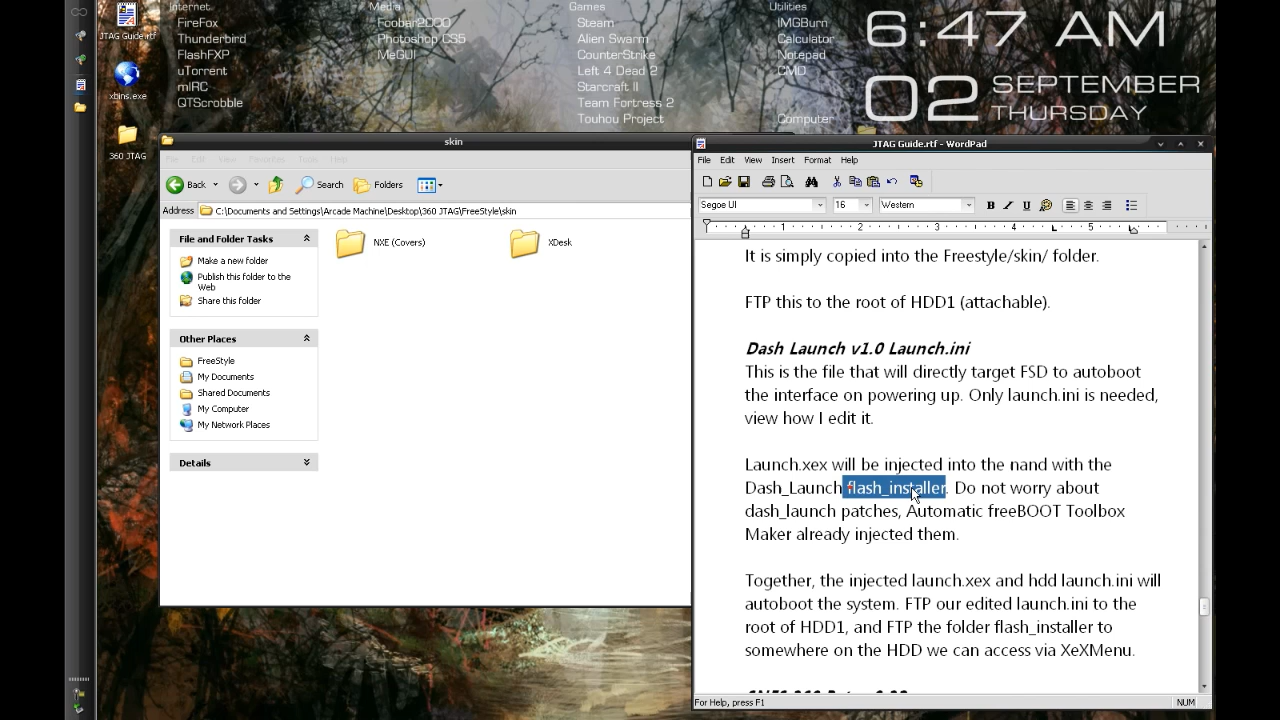 Internet
FireFox
Thunderbird
FlashFXP
uTorrent
mIRC
QTScrobble
Media
Foobar2000
Photoshop CS5
MeGUI
Games
Steam
Alien Swarm
CounterStrike
Left 4 Dead 2
Starcraft II
Team Fortress 2
Touhou Project
Utilities
IMGBurn
Calculator
Notepad
CMD
Computer
6:47 AM
02 SEPTEMBER
THURSDAY
JTAG Guide.rtf
xbins.exe
360 JTAG
skin
File Edit View Favorites Tools Help
Back Search Folders
Address C:\Documents and Settings\Arcade Machine\Desktop\360 JTAG\FreeStyle\skin
File and Folder Tasks
Make a new folder
Publish this folder to the
Web
Share this folder
Other Places
FreeStyle
My Documents
Shared Documents
My Computer
My Network Places
Details
NXE (Covers)
XDesk
JTAG Guide.rtf - WordPad
File Edit View Insert Format Help
Segoe UI 16 Western B I U
1 2 3 4 5
It is simply copied into the Freestyle/skin/ folder.
FTP this to the root of HDD1 (attachable).
Dash Launch v1.0 Launch.ini
This is the file that will directly target FSD to autoboot
the interface on powering up. Only launch.ini is needed,
view how I edit it.
Launch.xex will be injected into the nand with the
Dash_Launch flash_installer. Do not worry about
dash_launch patches, Automatic freeBOOT Toolbox
Maker already injected them.
Together, the injected launch.xex and hdd launch.ini will
autoboot the system. FTP our edited launch.ini to the
root of HDD1, and FTP the folder flash_installer to
somewhere on the HDD we can access via XeXMenu.
For Help, press F1
NUM